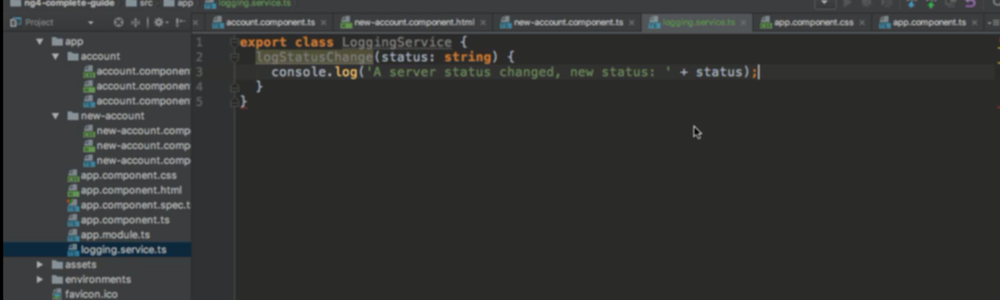 ng4-complete-guide src app logging.service.ts
Project
account.component.ts new-account.component.html new-account.component.ts logging.service.ts app.component.css app.component.ts
app
account
account.componen
account.componen
account.componen
new-account
new-account.comp
new-account.comp
new-account.comp
app.component.css
app.component.html
app.component.spec.t
app.component.ts
app.module.ts
logging.service.ts
assets
environments
favicon.ico
1 export class LoggingService {
2 logStatusChange(status: string) {
3 console.log('A server status changed, new status: ' + status);
4 }
5 }